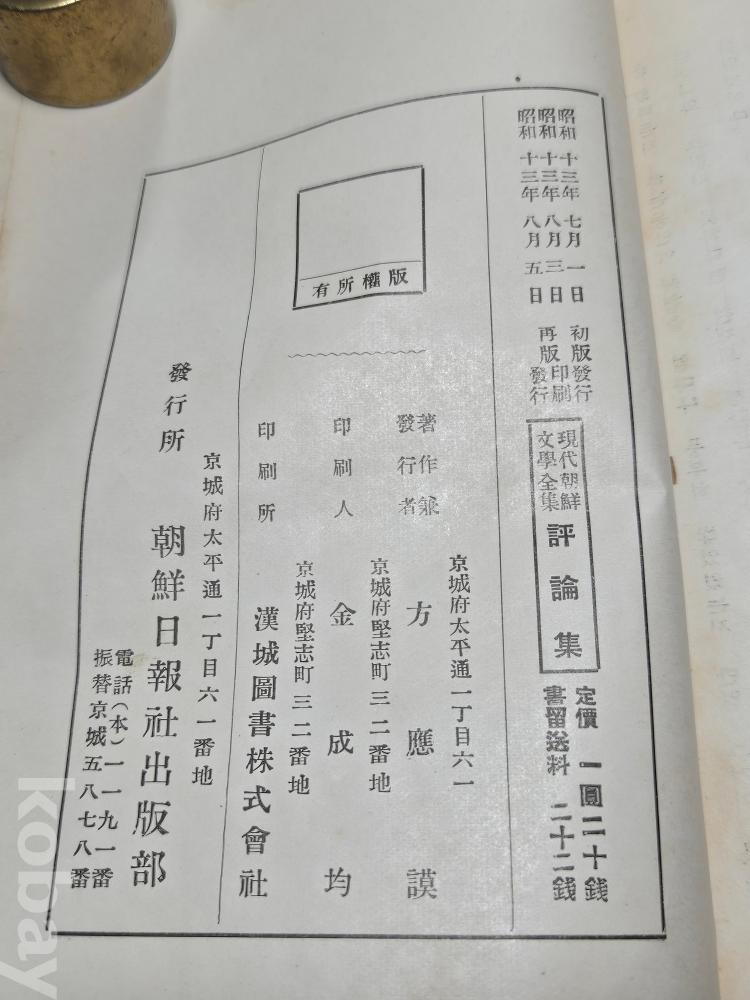 昭和十三年七月一日 初版發行
昭和十三年八月三日 再版印刷
昭和十三年八月五日 發行
現代朝鮮
文學全集
評論集
定價 一圓二十錢
書留送料 二十二錢
版權所有
京城府太平通一丁目六一
著作兼
發行者
方應謨
京城府堅志町三二番地
印刷人 金成均
京城府堅志町三二番地
印刷所 漢城圖書株式會社
京城府太平通一丁目六一番地
發行所 朝鮮日報社出版部
電話(本)一一九一番
振替京城五八七八番
kobay